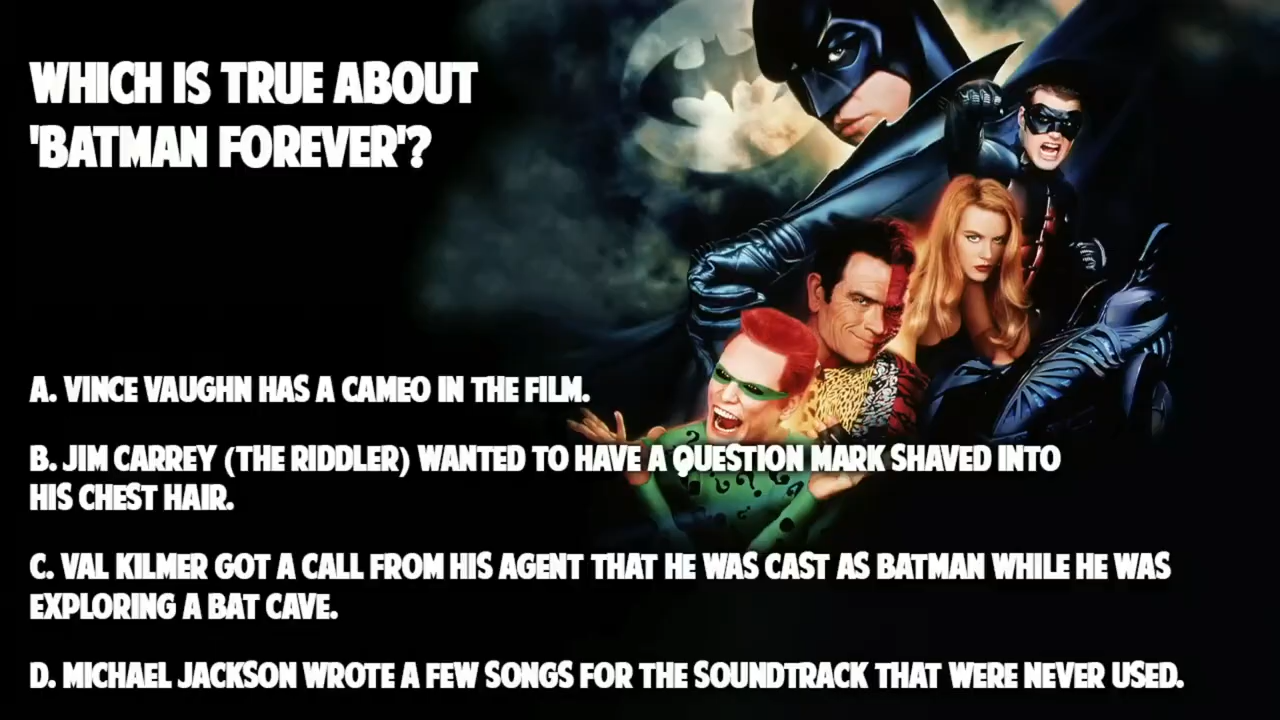 WHICH IS TRUE ABOUT
'BATMAN FOREVER'?
A. VINCE VAUGHN HAS A CAMEO IN THE FILM.
B. JIM CARREY (THE RIDDLER) WANTED TO HAVE A QUESTION MARK SHAVED INTO
HIS CHEST HAIR.
C. VAL KILMER GOT A CALL FROM HIS AGENT THAT HE WAS CAST AS BATMAN WHILE HE WAS
EXPLORING A BAT CAVE.
D. MICHAEL JACKSON WROTE A FEW SONGS FOR THE SOUNDTRACK THAT WERE NEVER USED.